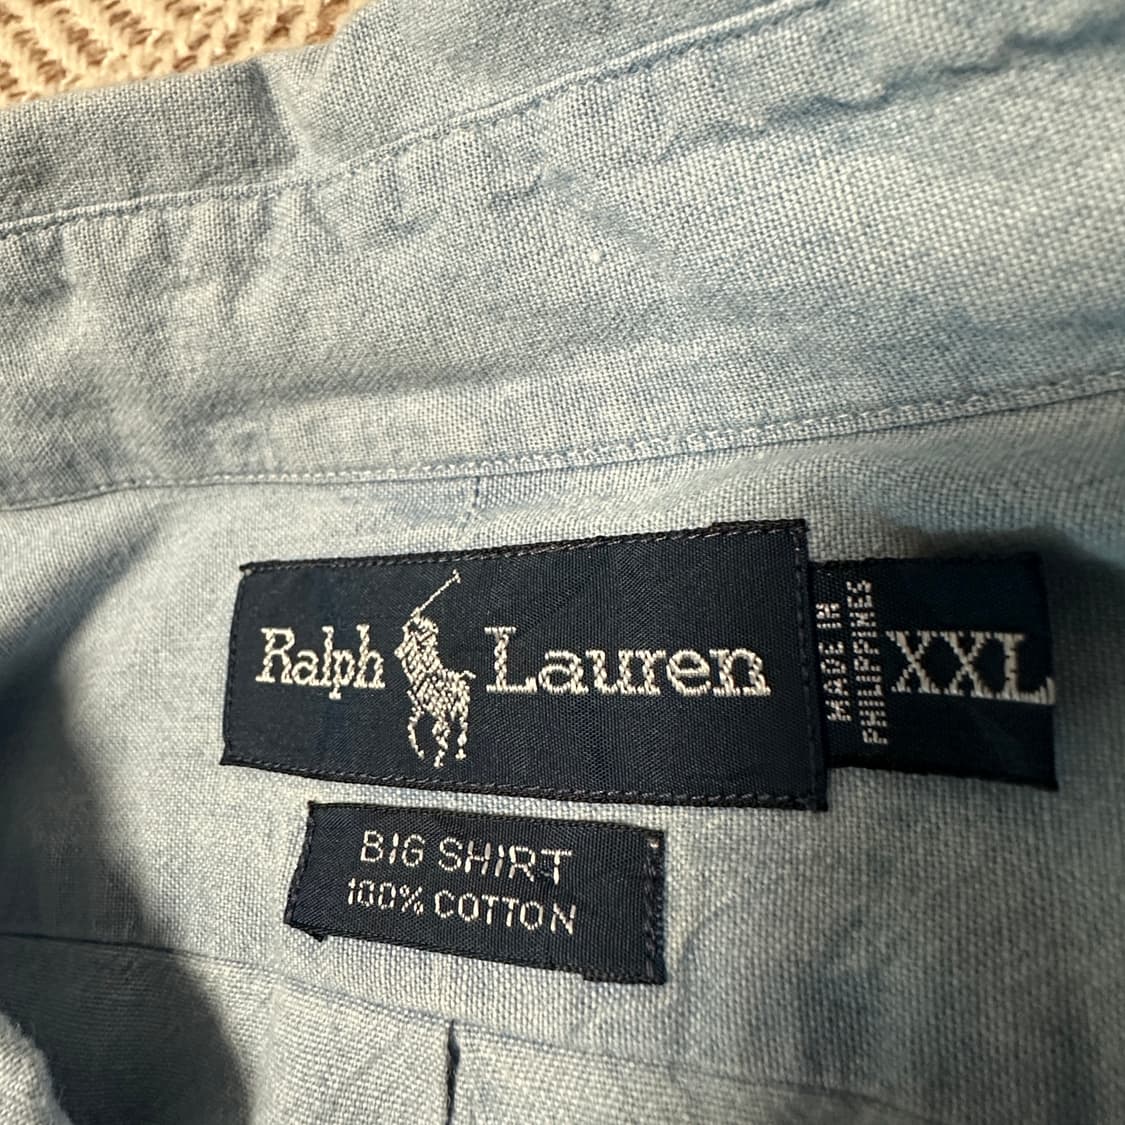 Ralph Lauren
MADE IN
PHILIPPINES
XXL
BIG SHIRT
100% COTTON